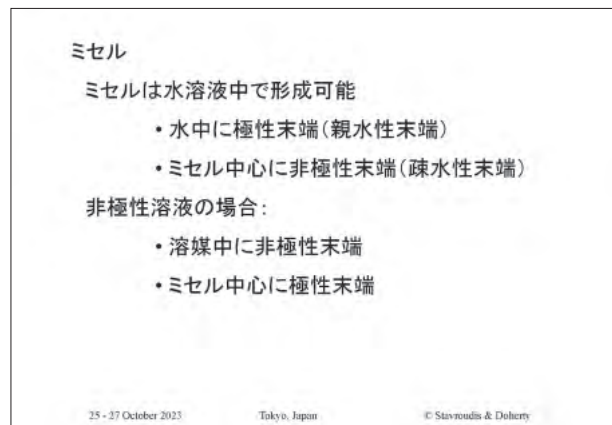 ミセル
ミセルは水溶液中で形成可能
• 水中に極性末端(親水性末端)
• ミセル中心に非極性末端(疎水性末端)
非極性溶液の場合:
• 溶媒中に非極性末端
• ミセル中心に極性末端
25 - 27 October 2023 Tokyo, Japan © Stavroudis & Doherty